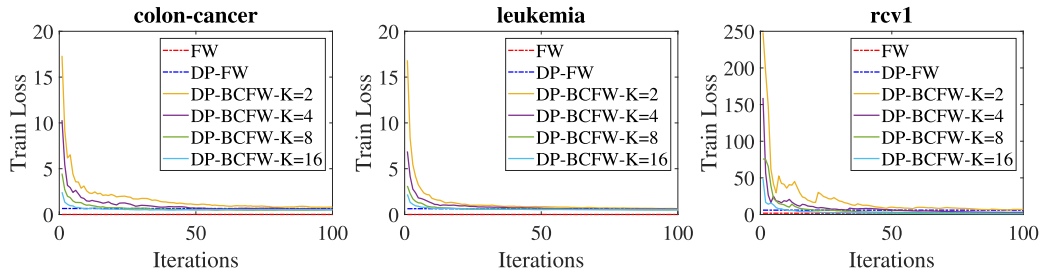 colon-cancer
20
15
10
5
0
0
50
100
Train Loss
Iterations
FW
DP-FW
DP-BCFW-K=2
DP-BCFW-K=4
DP-BCFW-K=8
DP-BCFW-K=16
leukemia
20
15
10
5
0
0
50
100
Train Loss
Iterations
FW
DP-FW
DP-BCFW-K=2
DP-BCFW-K=4
DP-BCFW-K=8
DP-BCFW-K=16
rcv1
250
200
150
100
50
0
0
50
100
Train Loss
Iterations
FW
DP-FW
DP-BCFW-K=2
DP-BCFW-K=4
DP-BCFW-K=8
DP-BCFW-K=16